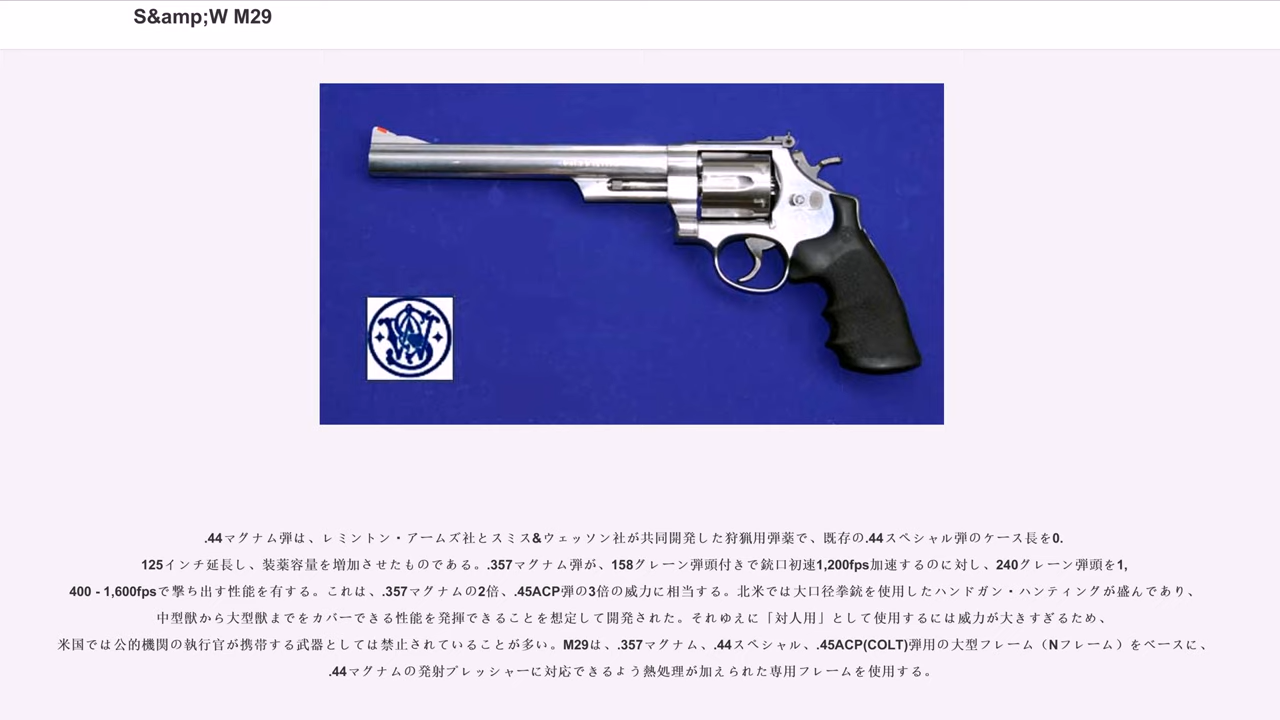 S&amp;W M29
.44マグナム弾は、レミントン・アームズ社とスミス&ウェッソン社が共同開発した狩猟用弾薬で、既存の.44スペシャル弾のケース長を0.
125インチ延長し、装薬容量を増加させたものである。.357マグナム弾が、158グレーン弾頭付きで銃口初速1,200fps加速するのに対し、240グレーン弾頭を1,
400 - 1,600fpsで撃ち出す性能を有する。これは、.357マグナムの2倍、.45ACP弾の3倍の威力に相当する。北米では大口径拳銃を使用したハンドガン・ハンティングが盛んであり、
中型獣から大型獣までをカバーできる性能を発揮できることを想定して開発された。それゆえに「対人用」として使用するには威力が大きすぎるため、
米国では公的機関の執行官が携帯する武器としては禁止されていることが多い。M29は、.357マグナム、.44スペシャル、.45ACP(COLT)弾用の大型フレーム（Nフレーム）をベースに、
.44マグナムの発射プレッシャーに対応できるよう熱処理が加えられた専用フレームを使用する。